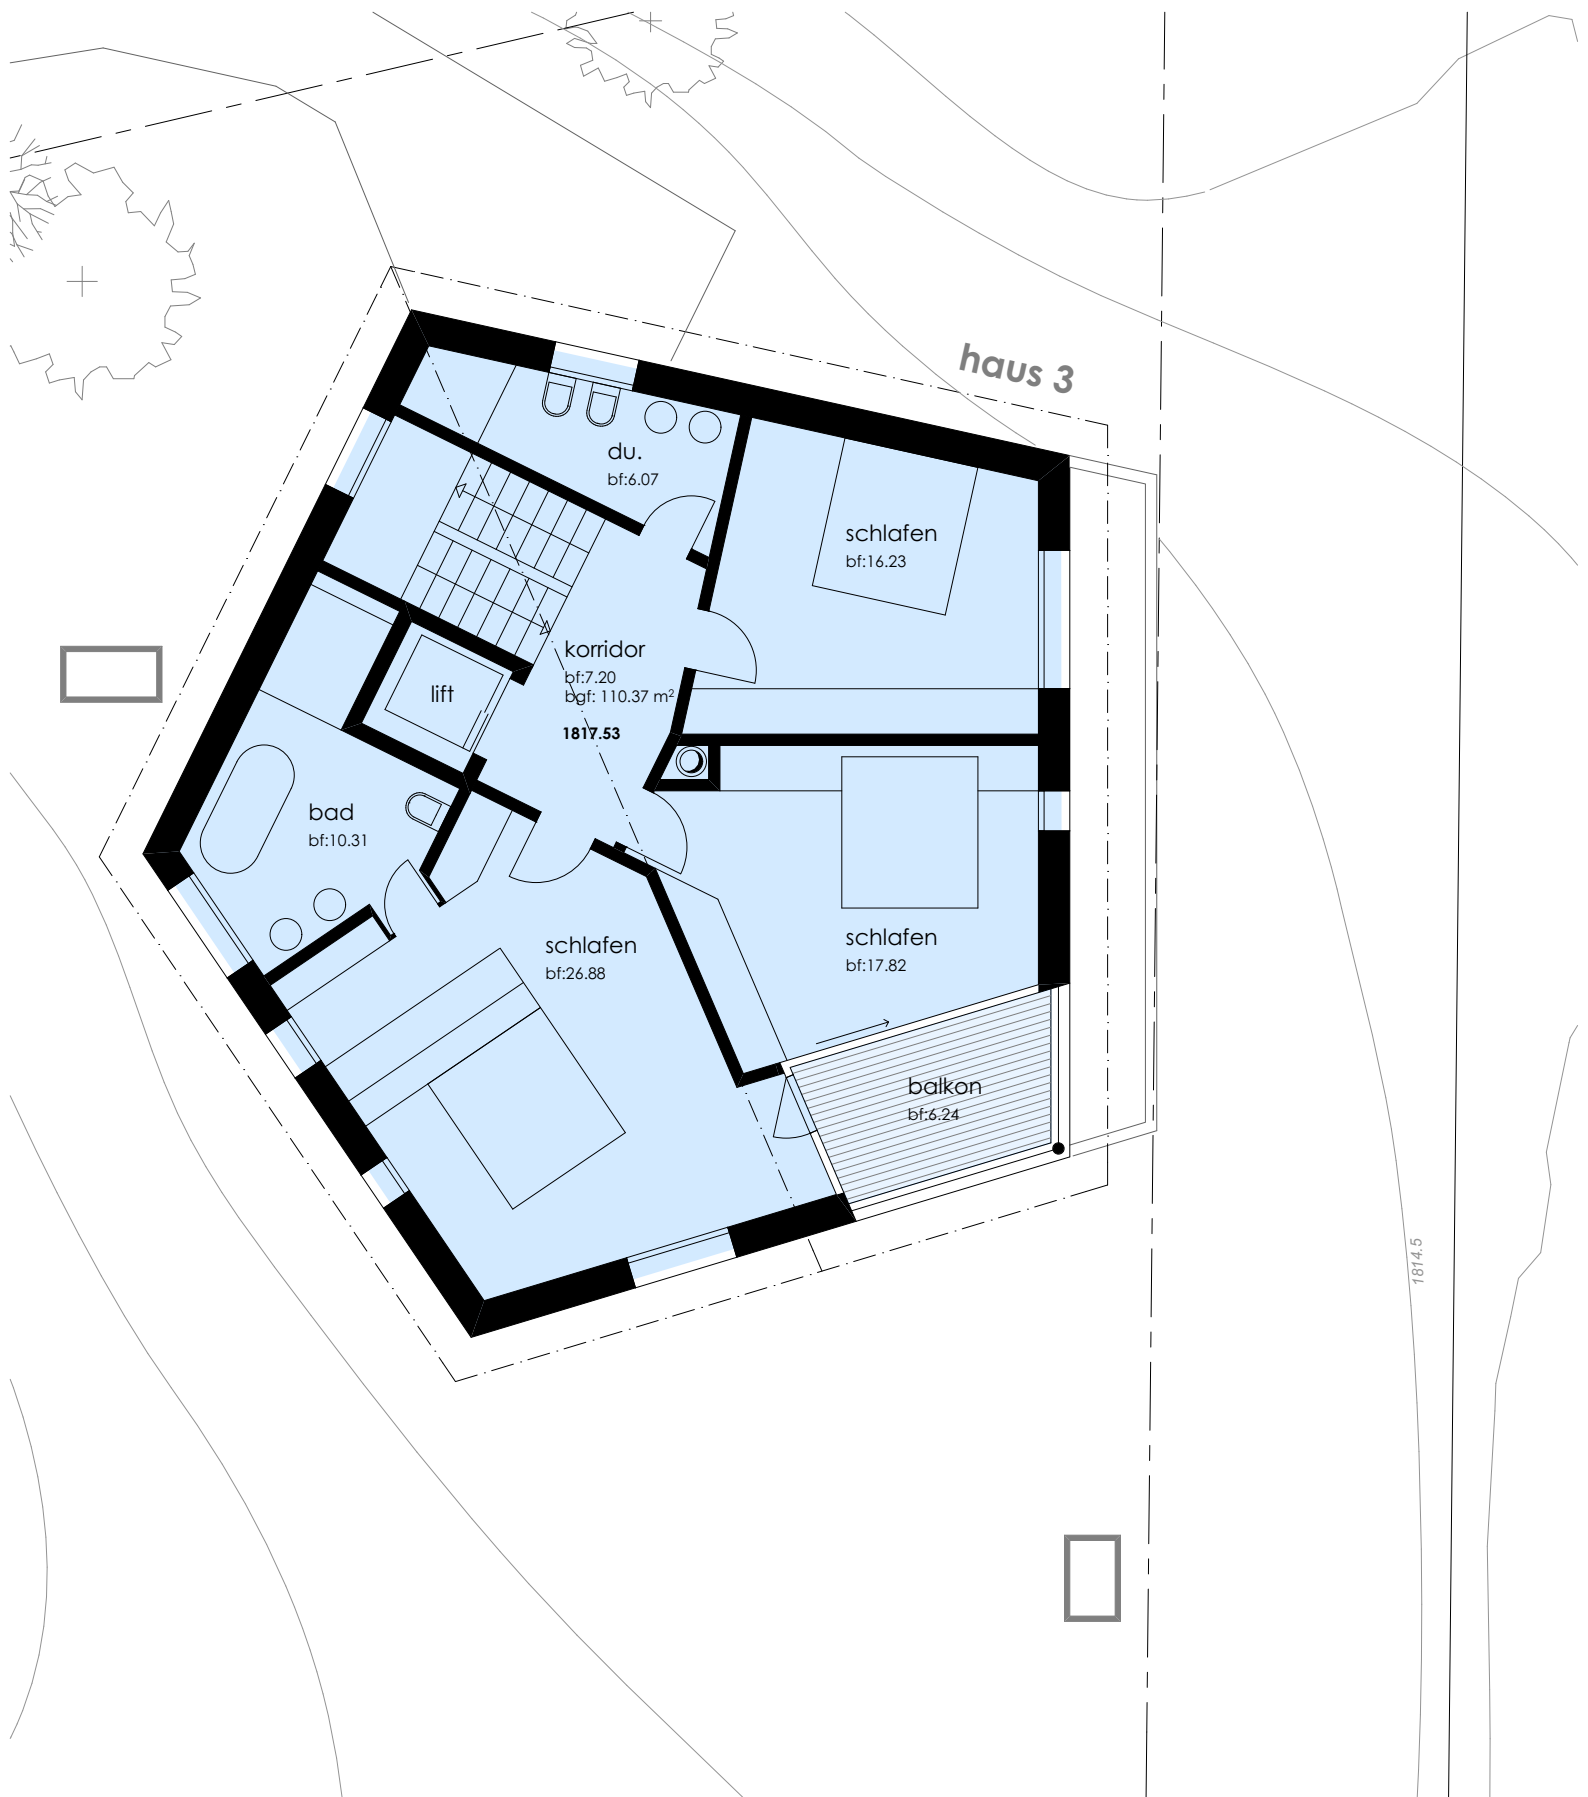 haus 3
du.
bf:6.07
schlafen
bf:16.23
korridor
bf:7.20
bgf: 110.37 m²
1817.53
lift
bad
bf:10.31
schlafen
bf:26.88
schlafen
bf:17.82
balkon
bf:6.24
1814.5